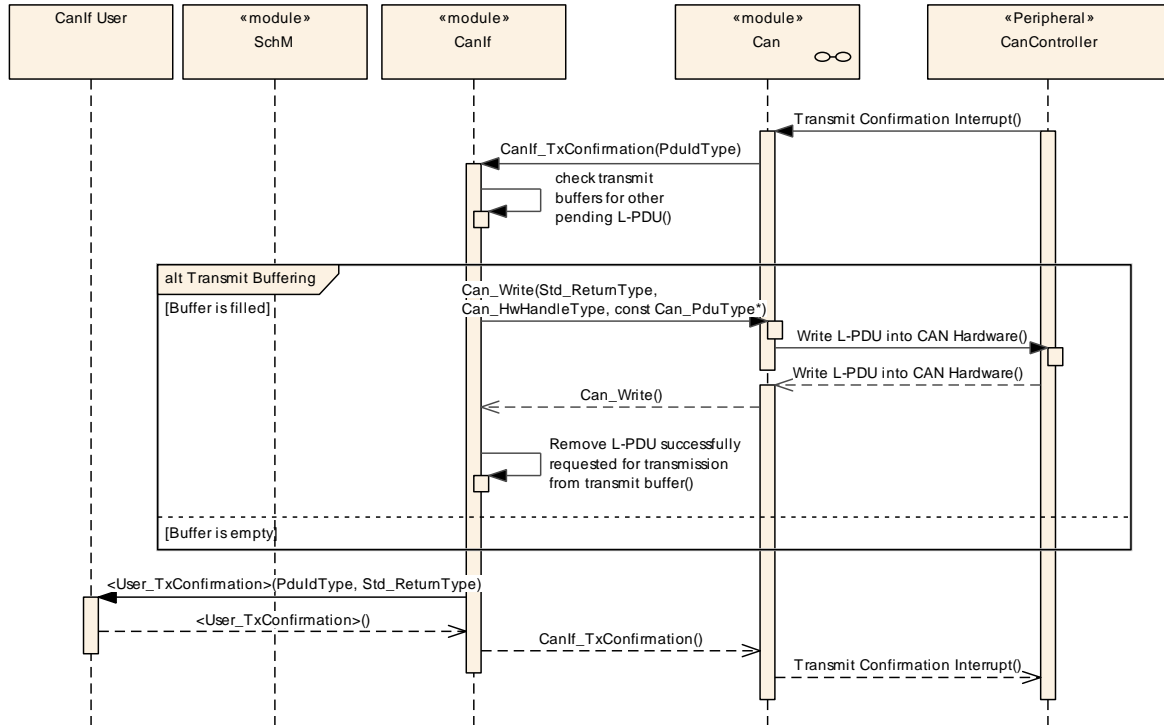 CanIf User
«module»
SchM
«module»
CanIf
«module»
Can
«Peripheral»
CanController
Transmit Confirmation Interrupt()
CanIf_TxConfirmation(PduIdType)
check transmit
buffers for other
pending L-PDU()
alt Transmit Buffering
[Buffer is filled]
Can_Write(Std_ReturnType,
Can_HwHandleType, const Can_PduType*)
Write L-PDU into CAN Hardware()
Write L-PDU into CAN Hardware()
Can_Write()
Remove L-PDU successfully
requested for transmission
from transmit buffer()
[Buffer is empty]
<User_TxConfirmation>(PduIdType, Std_ReturnType)
<User_TxConfirmation>()
CanIf_TxConfirmation()
Transmit Confirmation Interrupt()